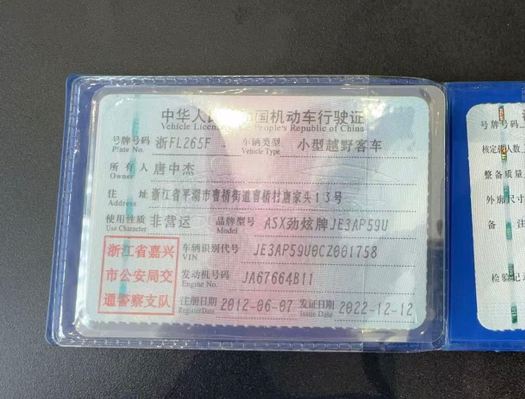 中华人民共和国机动车行驶证
Vehicle License of the People's Republic of China
号牌号码 浙FL265F 车辆类型 小型越野客车
Plate No. Vehicle Type
所有人 唐中杰
Owner
住 址 浙江省平湖市曹桥街道曹桥村唐家头13号
Address
使用性质 非营运 品牌型号 ASX劲炫牌JE3AP59U
Use Character Model
浙江省嘉兴
市公安局交
通警察支队
车辆识别代号 JE3AP59U0CZ001758
VIN
发动机号码 JA67664B11
Engine No.
注册日期 2012-06-07 发证日期 2022-12-12
Register Date Issue Date
号牌号码
核定载人数
整备质量
外廓尺寸
备 注
检验记录